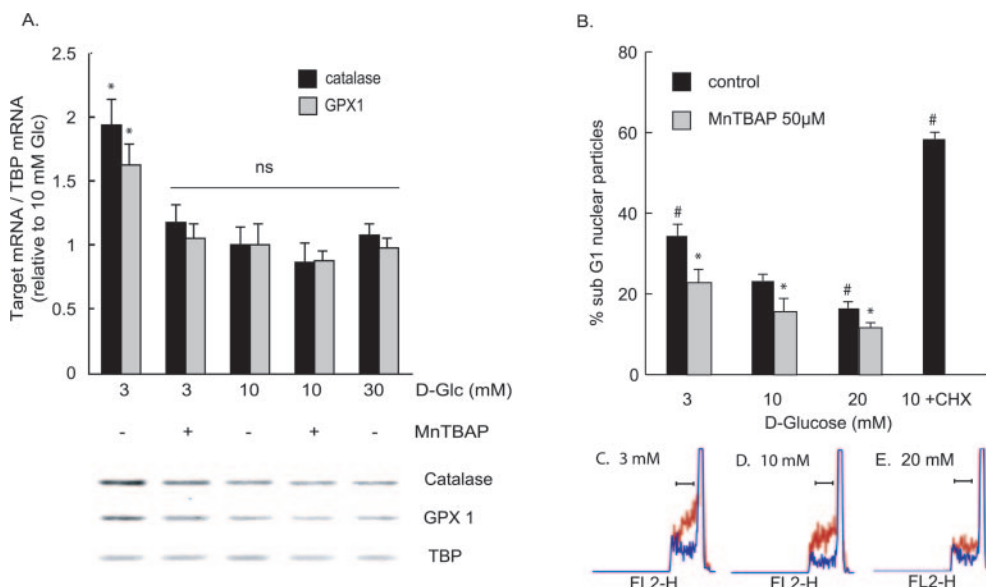 A.
Target mRNA / TBP mRNA
(relative to 10 mM Glc)
2.5
2
1.5
1
0.5
0
catalase
GPX1
*
*
ns
3 3 10 10 30 D-Glc (mM)
- + - + - MnTBAP
Catalase
GPX 1
TBP
B.
% sub G1 nuclear particles
80
60
40
20
0
control
MnTBAP 50µM
#
*
*
#
*
#
3 10 20 10 +CHX
D-Glucose (mM)
C. 3 mM D. 10 mM E. 20 mM
FL2-H FL2-H FL2-H